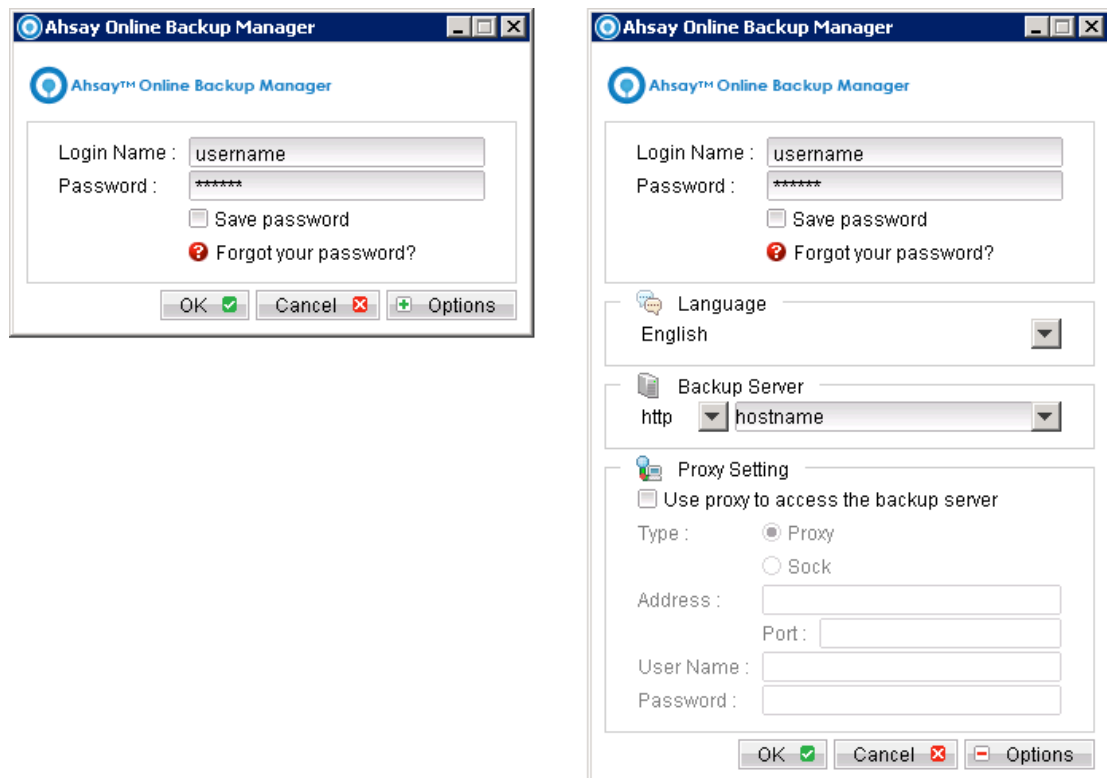 Ahsay Online Backup Manager
Ahsay™ Online Backup Manager
Login Name : username
Password : ******
Save password
Forgot your password?
OK Cancel Options
Ahsay Online Backup Manager
Ahsay™ Online Backup Manager
Login Name : username
Password : ******
Save password
Forgot your password?
Language
English
Backup Server
http hostname
Proxy Setting
Use proxy to access the backup server
Type : Proxy
Sock
Address :
Port :
User Name :
Password :
OK Cancel Options